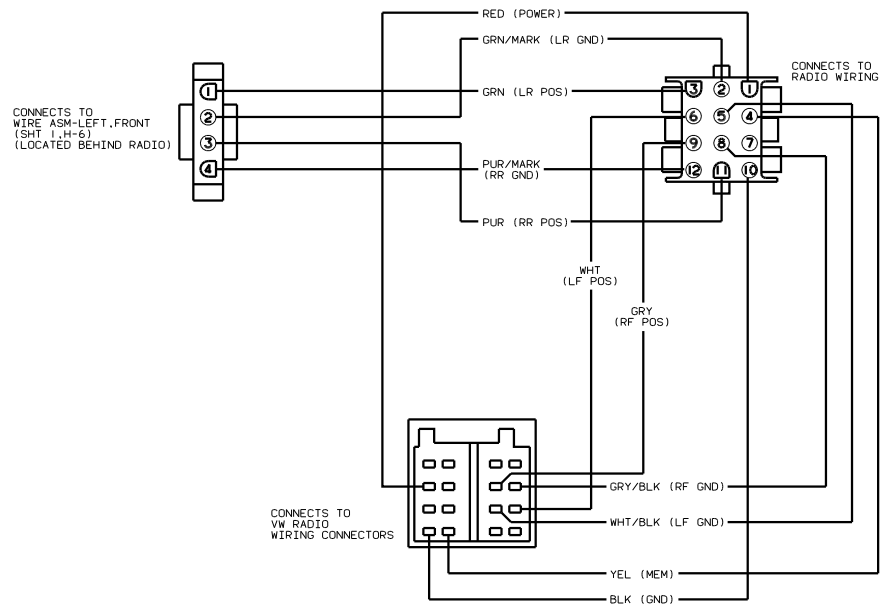 RED (POWER)
GRN/MARK (LR GND)
CONNECTS TO
RADIO WIRING
GRN (LR POS)
3 2 1
6 5 4
9 8 7
12 11 10
1
2
3
4
CONNECTS TO
WIRE ASM-LEFT,FRONT
(SHT 1,H-6)
(LOCATED BEHIND RADIO)
PUR/MARK
(RR GND)
PUR (RR POS)
WHT
(LF POS)
GRY
(RF POS)
GRY/BLK (RF GND)
CONNECTS TO
VW RADIO
WIRING CONNECTORS
WHT/BLK (LF GND)
YEL (MEM)
BLK (GND)